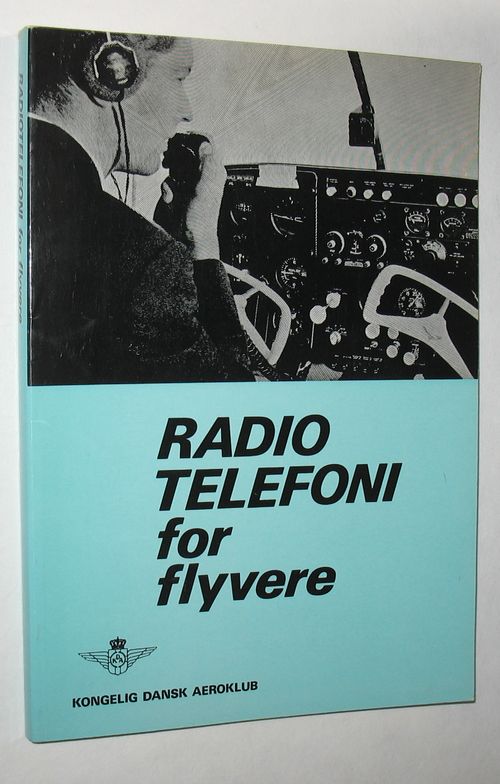 RADIOTELEFONI for flyvere
RADIO
TELEFONI
for
flyvere
KONGELIG DANSK AEROKLUB